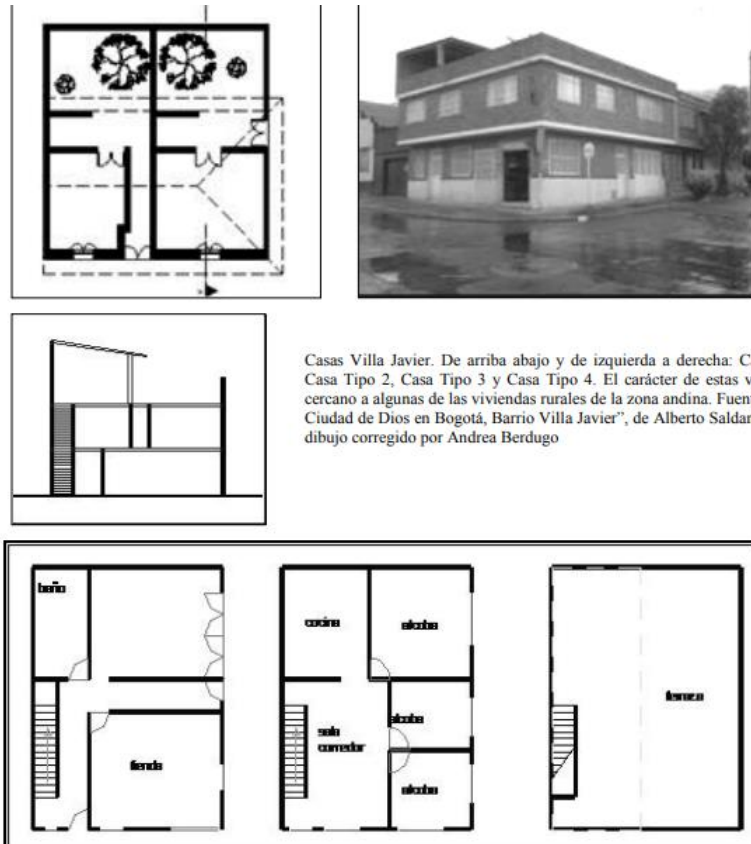 Casas Villa Javier. De arriba abajo y de izquierda a derecha: C
Casa Tipo 2, Casa Tipo 3 y Casa Tipo 4. El carácter de estas v
cercano a algunas de las viviendas rurales de la zona andina. Fuen
Ciudad de Dios en Bogotá, Barrio Villa Javier”, de Alberto Saldar
dibujo corregido por Andrea Berdugo
baño
cocina
alcoba
terraza
alcoba
sala
corredor
tienda
alcoba